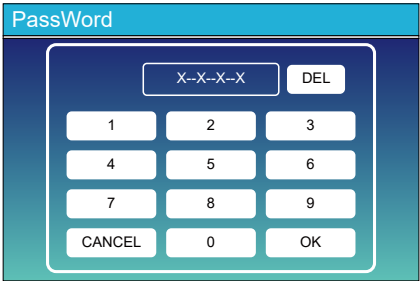 PassWord
X--X--X--X DEL
1 2 3
4 5 6
7 8 9
CANCEL 0 OK